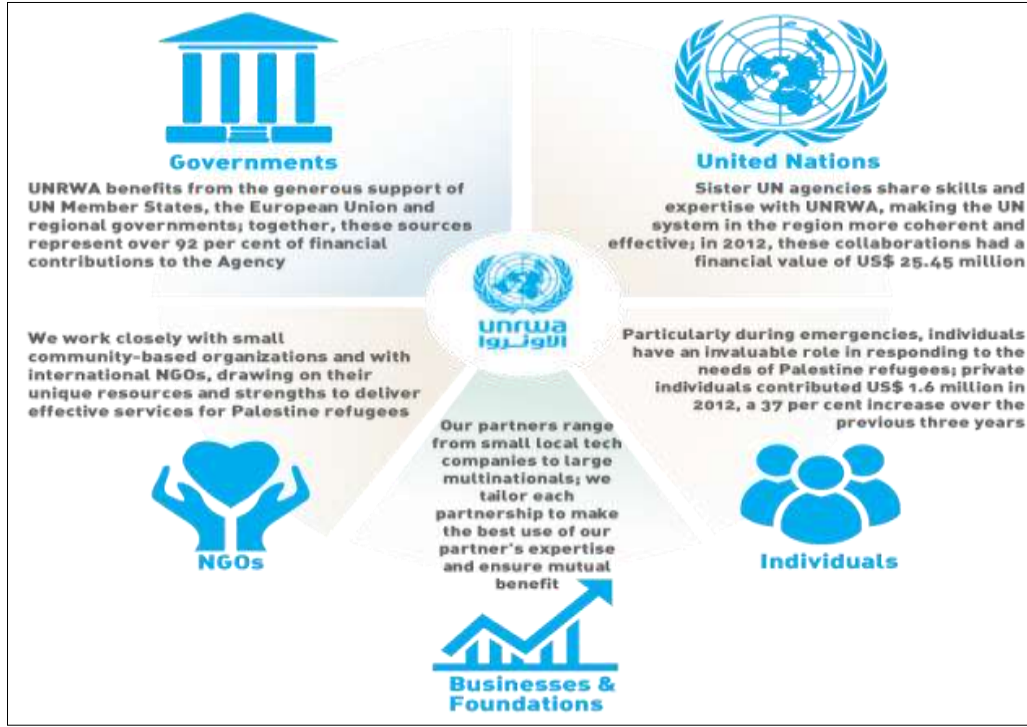 Governments
UNRWA benefits from the generous support of
UN Member States, the European Union and
regional governments; together, these sources
represent over 92 per cent of financial
contributions to the Agency
United Nations
Sister UN agencies share skills and
expertise with UNRWA, making the UN
system in the region more coherent and
effective; in 2012, these collaborations had a
financial value of US$ 25.45 million
unrwa
الأونروا
We work closely with small
community-based organizations and with
international NGOs, drawing on their
unique resources and strengths to deliver
effective services for Palestine refugees
NGOs
Particularly during emergencies, individuals
have an invaluable role in responding to the
needs of Palestine refugees; private
individuals contributed US$ 1.6 million in
2012, a 37 per cent increase over the
previous three years
Individuals
Our partners range
from small local tech
companies to large
multinationals; we
tailor each
partnership to make
the best use of our
partner's expertise
and ensure mutual
benefit
Businesses &
Foundations